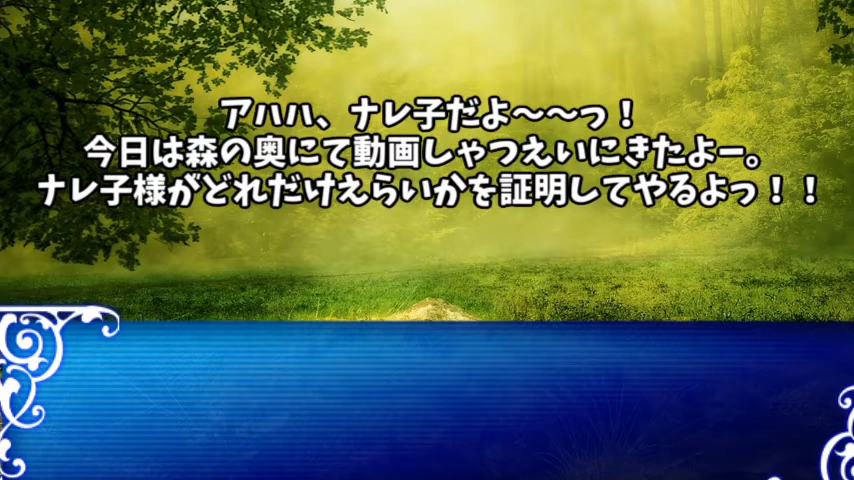 アハハ、ナレ子だよ～～っ！
今日は森の奥にて動画しゃつえいにきたよー。
ナレ子様がどれだけえらいかを証明してやるよっ！！